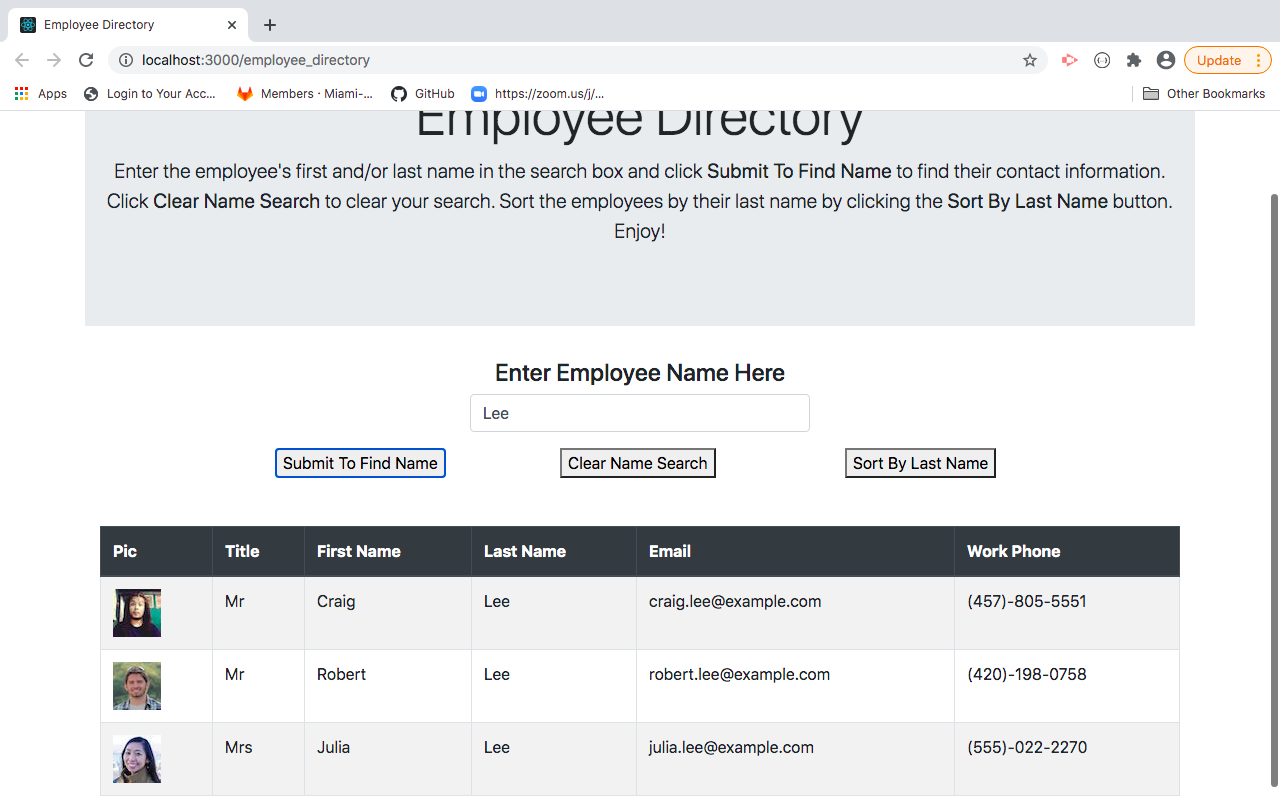 Employee Directory
localhost:3000/employee_directory
Update
Apps
Login to Your Acc...
Members · Miami-...
GitHub
https://zoom.us/j/...
Other Bookmarks
Employee Directory
Enter the employee's first and/or last name in the search box and click Submit To Find Name to find their contact information.
Click Clear Name Search to clear your search. Sort the employees by their last name by clicking the Sort By Last Name button.
Enjoy!
Enter Employee Name Here
Lee
Submit To Find Name Clear Name Search Sort By Last Name
Pic Title First Name Last Name Email Work Phone
Mr Craig Lee craig.lee@example.com (457)-805-5551
Mr Robert Lee robert.lee@example.com (420)-198-0758
Mrs Julia Lee julia.lee@example.com (555)-022-2270